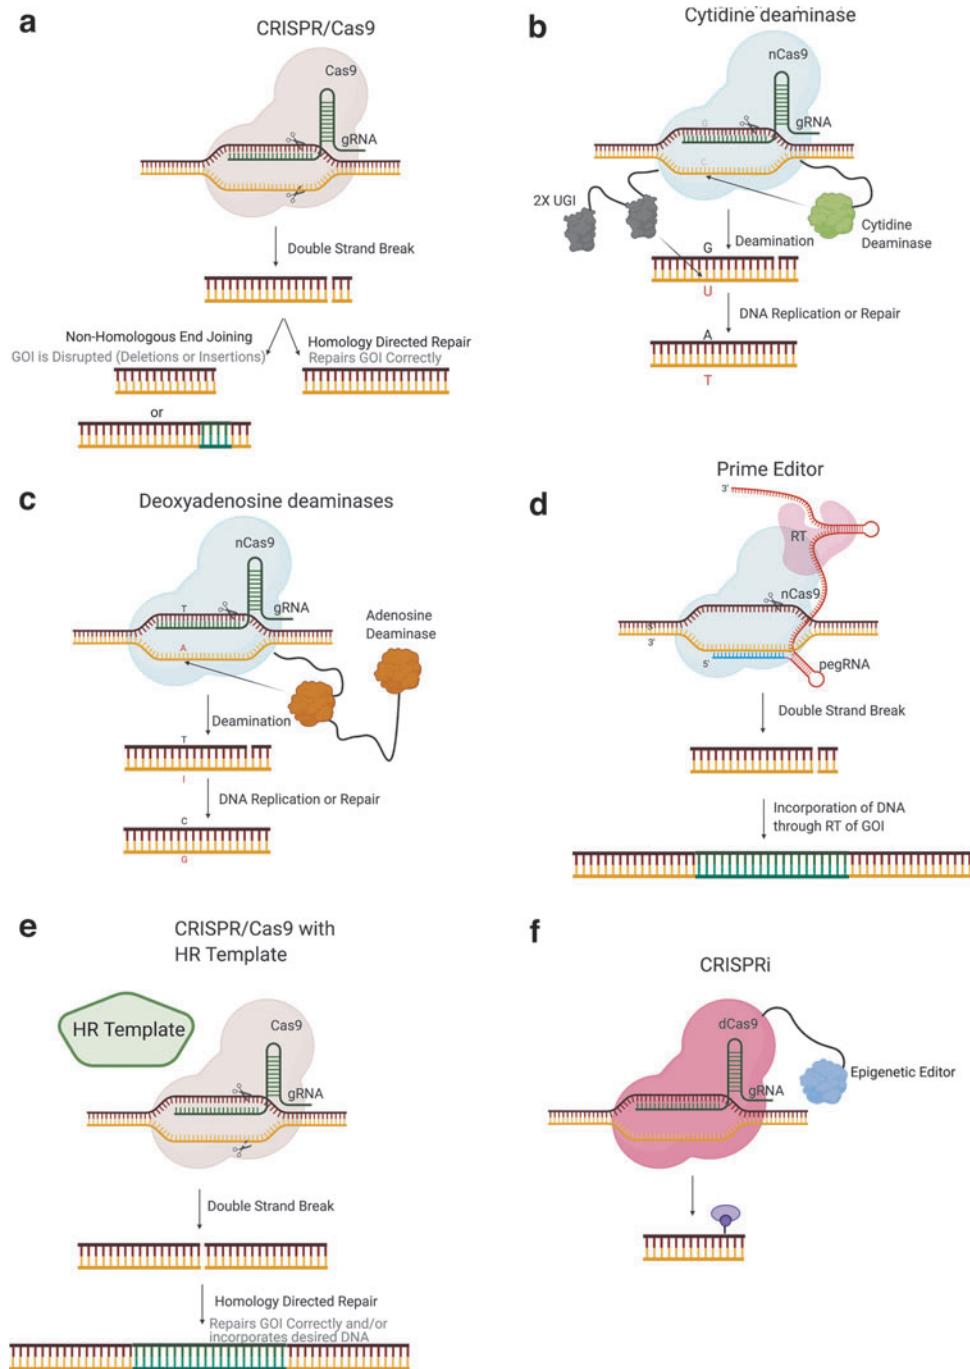 a
CRISPR/Cas9
Cas9
gRNA
Double Strand Break
Non-Homologous End Joining
GOI is Disrupted (Deletions or Insertions)
Homology Directed Repair
Repairs GOI Correctly
or
b
Cytidine deaminase
nCas9
G
gRNA
C
2X UGI
Cytidine
Deaminase
Deamination
G
U
DNA Replication or Repair
A
T
c
Deoxyadenosine deaminases
nCas9
T
gRNA
A
Adenosine
Deaminase
Deamination
T
I
DNA Replication or Repair
C
G
d
Prime Editor
3'
RT
nCas9
5'
3'
5'
pegRNA
Double Strand Break
Incorporation of DNA
through RT of GOI
e
CRISPR/Cas9 with
HR Template
HR Template
Cas9
gRNA
Double Strand Break
Homology Directed Repair
Repairs GOI Correctly and/or
incorporates desired DNA
f
CRISPRi
dCas9
gRNA
Epigenetic Editor